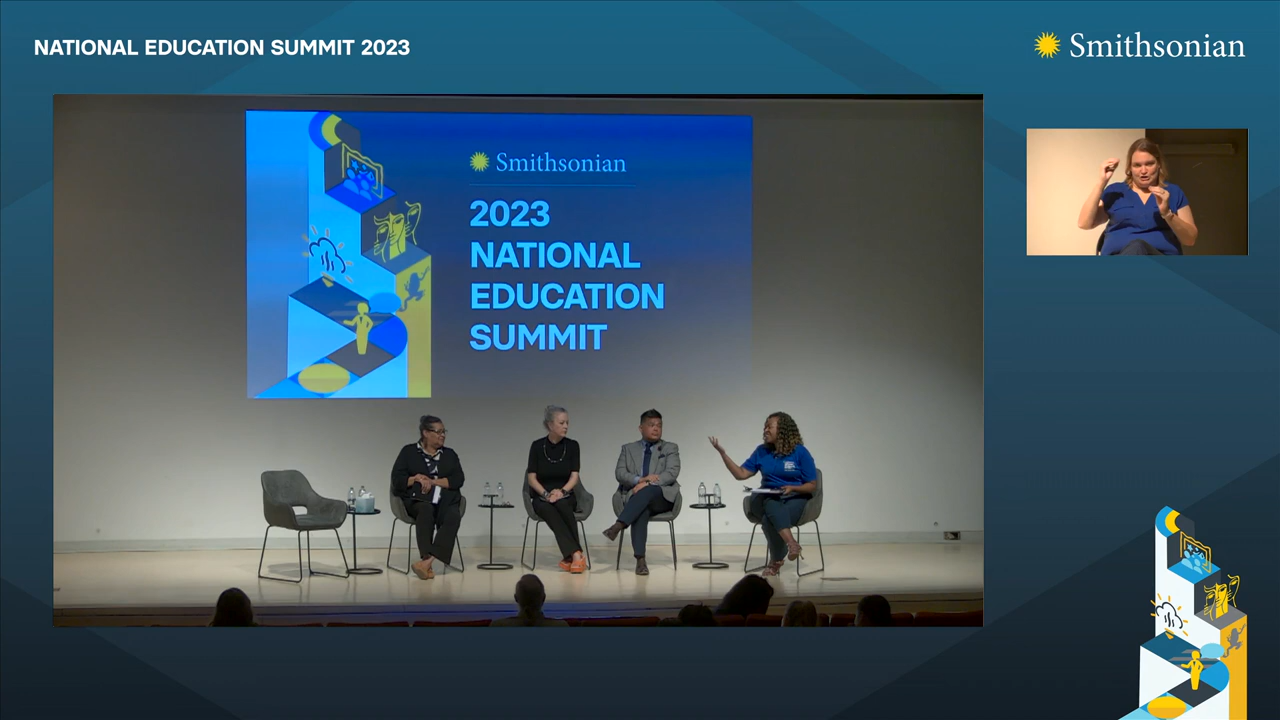 NATIONAL EDUCATION SUMMIT 2023
Smithsonian
Smithsonian
2023
NATIONAL
EDUCATION
SUMMIT